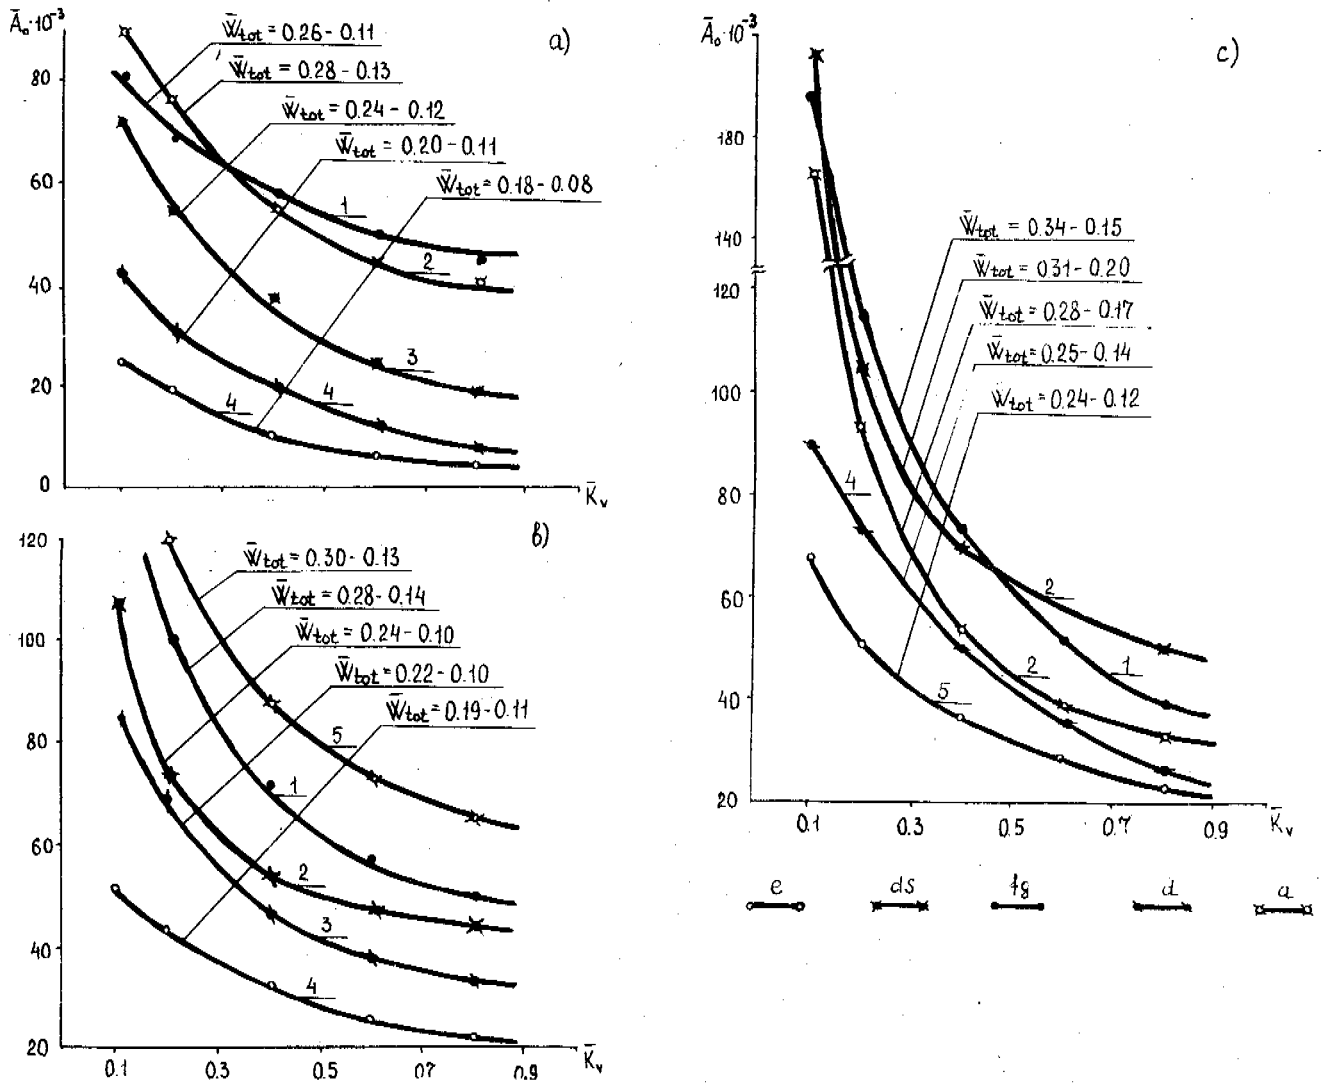 Ā₀·10⁻³
a)
80
60
40
20
0
W̄tot = 0.26 - 0.11
W̄tot = 0.28 - 0.13
W̄tot = 0.24 - 0.12
W̄tot = 0.20 - 0.11
W̄tot = 0.18 - 0.08
1
2
3
4
4
K̄v
b)
120
100
80
60
40
20
W̄tot = 0.30 - 0.13
W̄tot = 0.28 - 0.14
W̄tot = 0.24 - 0.10
W̄tot = 0.22 - 0.10
W̄tot = 0.19 - 0.11
5
1
2
3
4
0.1 0.3 0.5 0.7 0.9 K̄v
Ā₀·10⁻³
c)
180
140
120
100
80
60
40
20
W̄tot = 0.34 - 0.15
W̄tot = 0.31 - 0.20
W̄tot = 0.28 - 0.17
W̄tot = 0.25 - 0.14
W̄tot = 0.24 - 0.12
4
2
2
1
5
0.1 0.3 0.5 0.7 0.9 K̄v
e ds fg d a